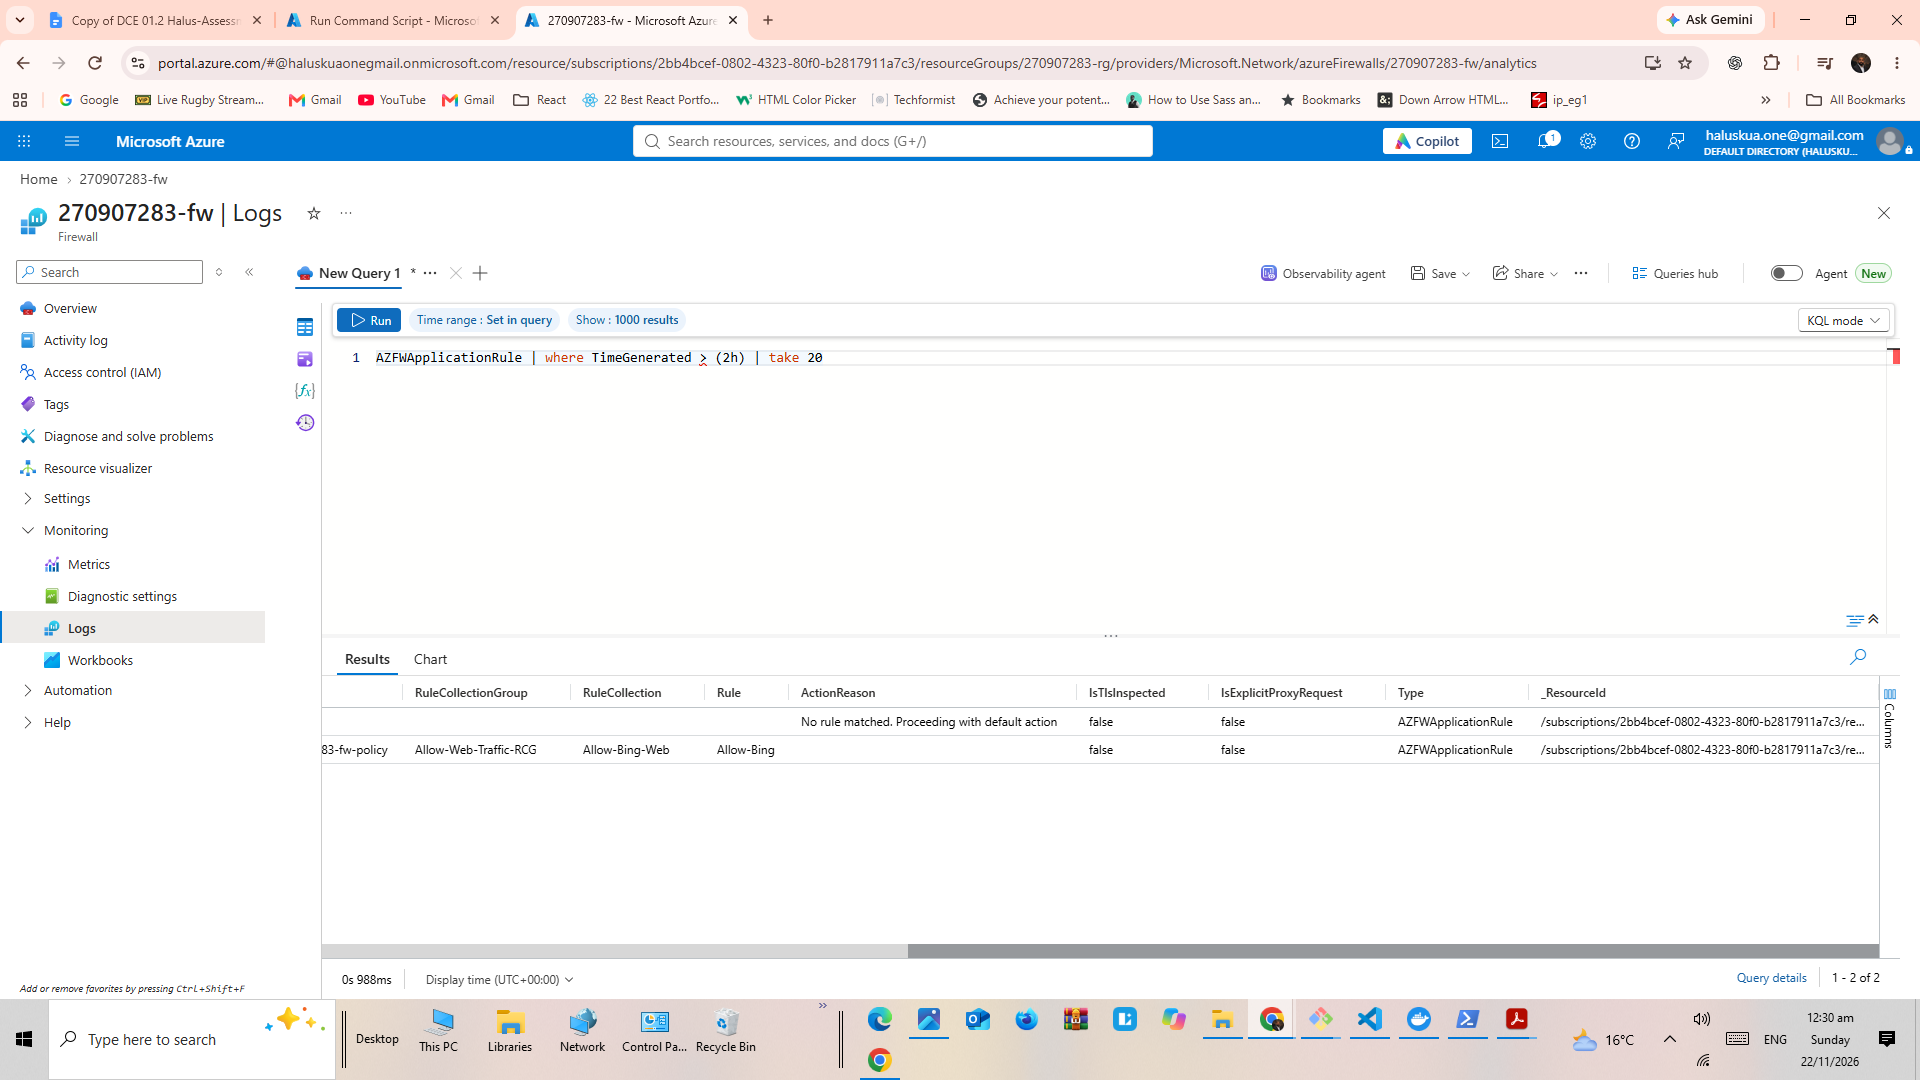 Copy of DCE 01.2 Halus-Assessm
Run Command Script - Microsof
270907283-fw - Microsoft Azure
Ask Gemini
portal.azure.com/#@haluskuaonegmail.onmicrosoft.com/resource/subscriptions/2bb4bcef-0802-4323-80f0-b2817911a7c3/resourceGroups/270907283-rg/providers/Microsoft.Network/azureFirewalls/270907283-fw/analytics
Google
Live Rugby Stream...
Gmail
YouTube
Gmail
React
22 Best React Portfo...
HTML Color Picker
Techformist
Achieve your potent...
How to Use Sass an...
Bookmarks
Down Arrow HTML...
ip_eg1
All Bookmarks
Microsoft Azure
Search resources, services, and docs (G+/)
Copilot
1
haluskua.one@gmail.com
DEFAULT DIRECTORY (HALUSKU...
Home > 270907283-fw
270907283-fw | Logs
Firewall
Search
Overview
Activity log
Access control (IAM)
Tags
Diagnose and solve problems
Resource visualizer
Settings
Monitoring
Metrics
Diagnostic settings
Logs
Workbooks
Automation
Help
Add or remove favorites by pressing Ctrl+Shift+F
New Query 1 * ...
Observability agent
Save
Share
Queries hub
Agent New
Run
Time range : Set in query
Show : 1000 results
KQL mode
1 AZFWApplicationRule | where TimeGenerated > (2h) | take 20
Results Chart
RuleCollectionGroup RuleCollection Rule ActionReason IsTlsInspected IsExplicitProxyRequest Type _ResourceId
No rule matched. Proceeding with default action false false AZFWApplicationRule /subscriptions/2bb4bcef-0802-4323-80f0-b2817911a7c3/re...
83-fw-policy Allow-Web-Traffic-RCG Allow-Bing-Web Allow-Bing false false AZFWApplicationRule /subscriptions/2bb4bcef-0802-4323-80f0-b2817911a7c3/re...
Columns
0s 988ms
Display time (UTC+00:00)
Query details
1 - 2 of 2
Type here to search
Desktop
This PC
Libraries
Network
Control Pa...
Recycle Bin
16°C
ENG
12:30 am
Sunday
22/11/2026